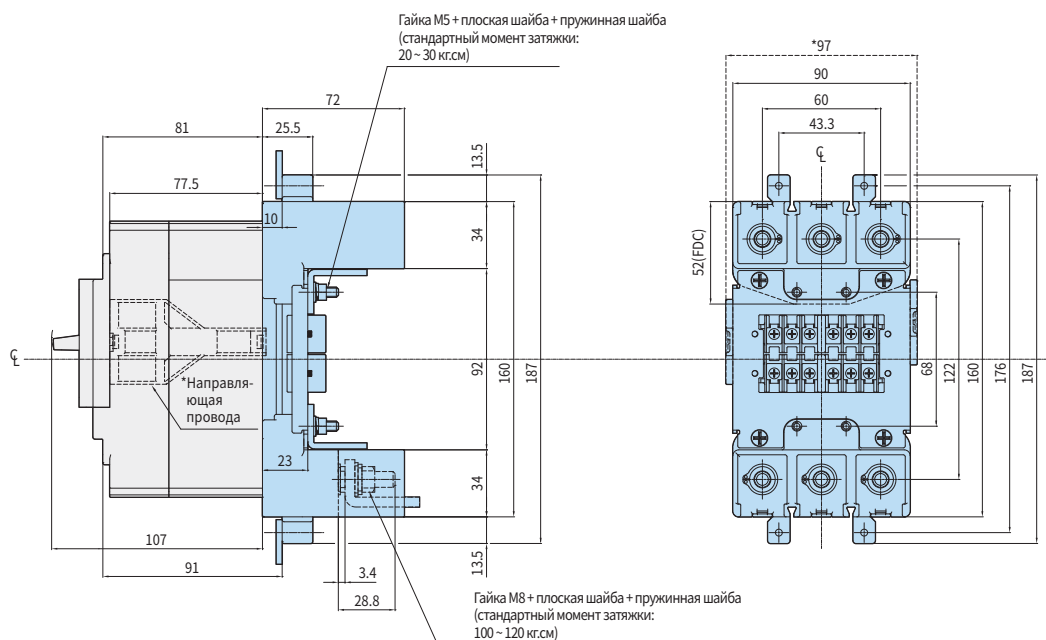 Гайка M5 + плоская шайба + пружинная шайба
(стандартный момент затяжки:
20 ~ 30 кг.см)
*97
90
72
60
81
25.5
43.3
13.5
℄
77.5
10
34
52(FDC)
℄
*Направля-
ющая
провода
92
160
187
68
122
160
176
187
23
34
107
91
3.4
13.5
28.8
Гайка M8 + плоская шайба + пружинная шайба
(стандартный момент затяжки:
100 ~ 120 кг.см)